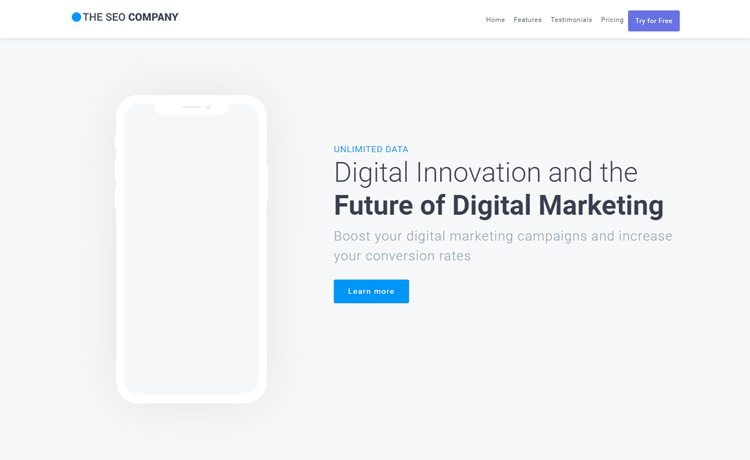 THE SEO COMPANY
Home Features Testimonials Pricing Try for Free
UNLIMITED DATA
Digital Innovation and the
Future of Digital Marketing
Boost your digital marketing campaigns and increase
your conversion rates
Learn more